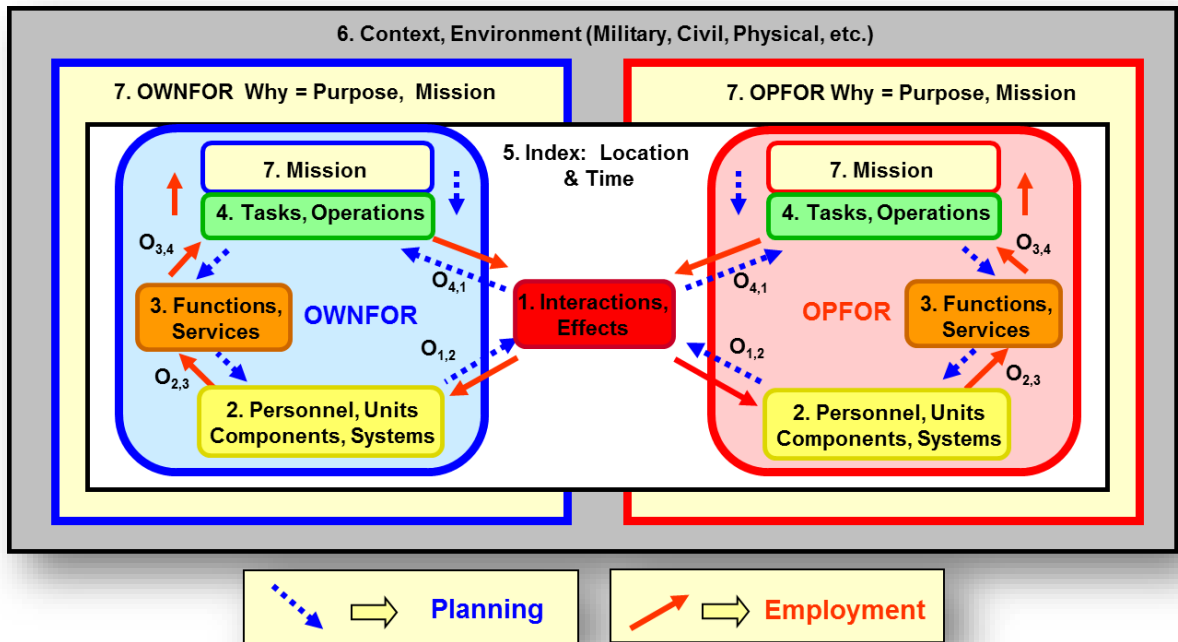 6. Context, Environment (Military, Civil, Physical, etc.)
7. OWNFOR Why = Purpose, Mission
7. OPFOR Why = Purpose, Mission
5. Index: Location
& Time
7. Mission
4. Tasks, Operations
O3,4
O4,1
3. Functions,
Services
OWNFOR
O2,3
O1,2
2. Personnel, Units
Components, Systems
1. Interactions,
Effects
7. Mission
4. Tasks, Operations
O3,4
O4,1
OPFOR
3. Functions,
Services
O1,2
O2,3
2. Personnel, Units
Components, Systems
Planning
Employment